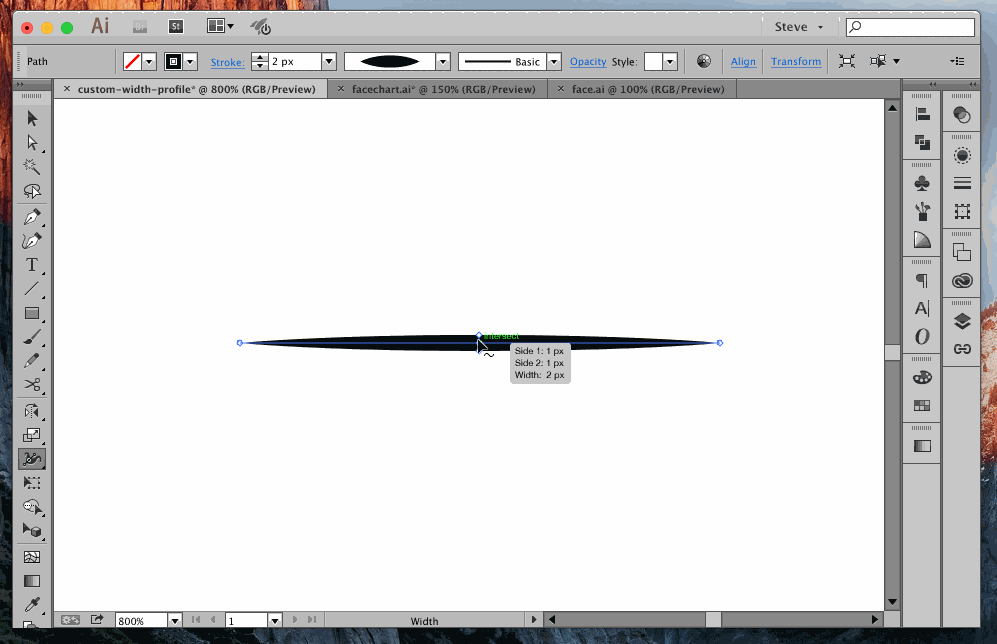 Ai Br St Steve
Path Stroke: 2 px Basic Opacity Style: Align Transform
× custom-width-profile* @ 800% (RGB/Preview) × facechart.ai* @ 150% (RGB/Preview) × face.ai @ 100% (RGB/Preview)
intersect
Side 1: 1 px
Side 2: 1 px
Width: 2 px
800% 1 Width